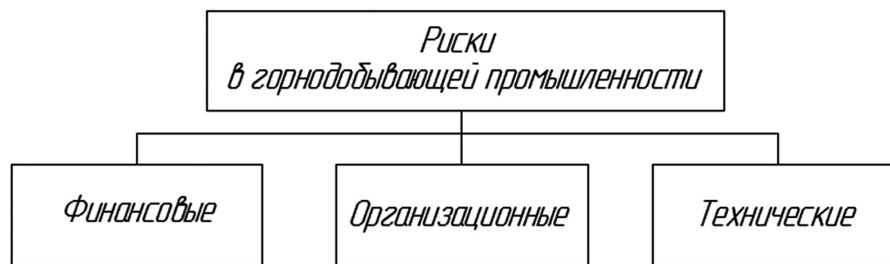 Риски
в горнодобывающей промышленности
Финансовые
Организационные
Технические